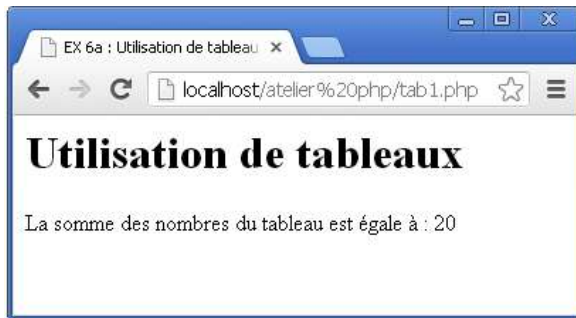 EX 6a : Utilisation de tableau
localhost/atelier%20php/tab1.php
Utilisation de tableaux
La somme des nombres du tableau est égale à : 20